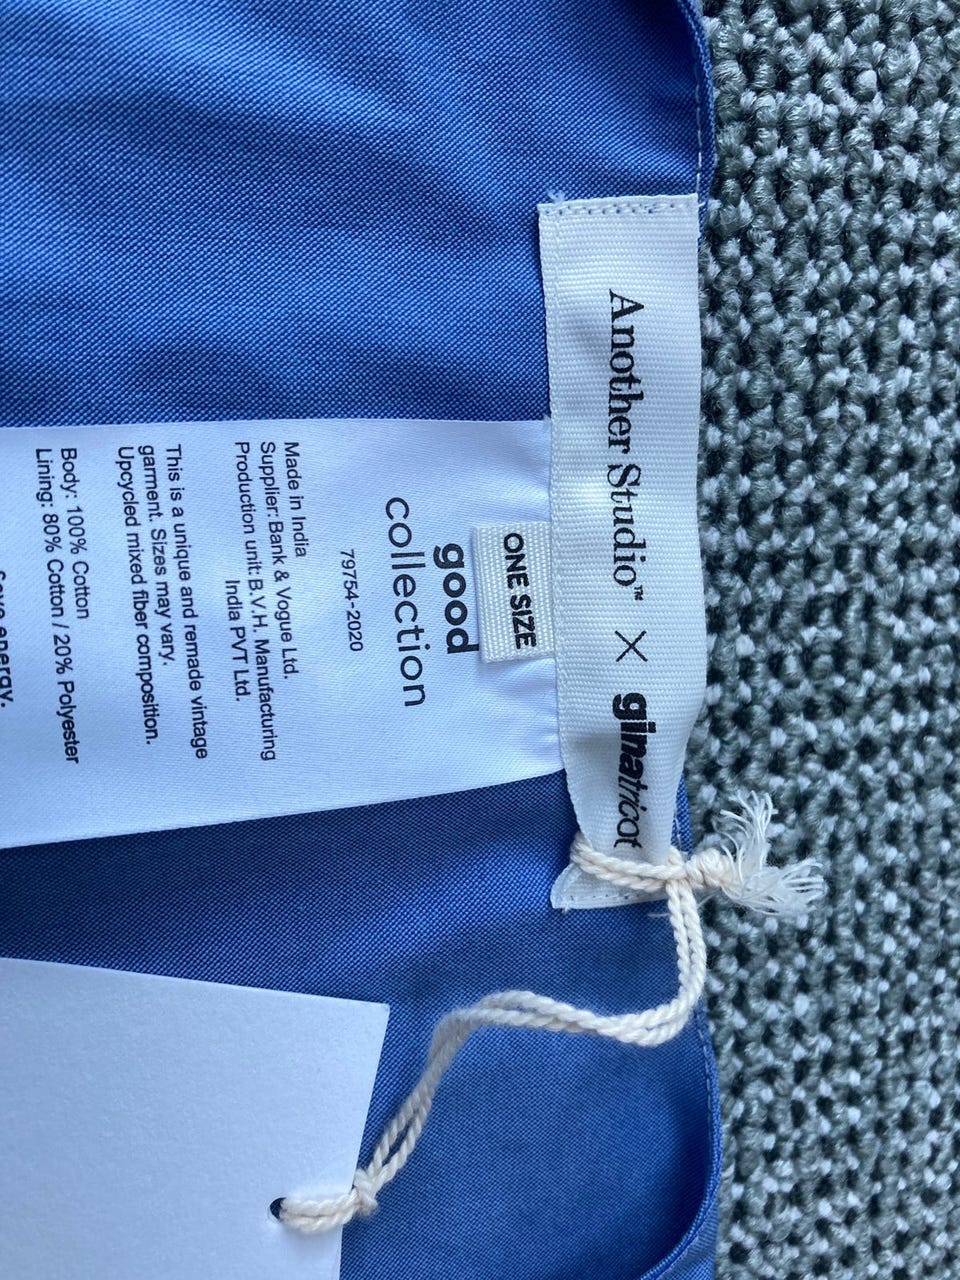 Another Studio™ X ginatricot
ONE SIZE
good
collection
79754-2020
Made in India
Supplier: Bank & Vogue Ltd.
Production unit: B.V.H. Manufacturing
India PVT Ltd.
This is a unique and remade vintage
garment. Sizes may vary.
Upcycled mixed fiber composition.
Body: 100% Cotton
Lining: 80% Cotton / 20% Polyester
energy.